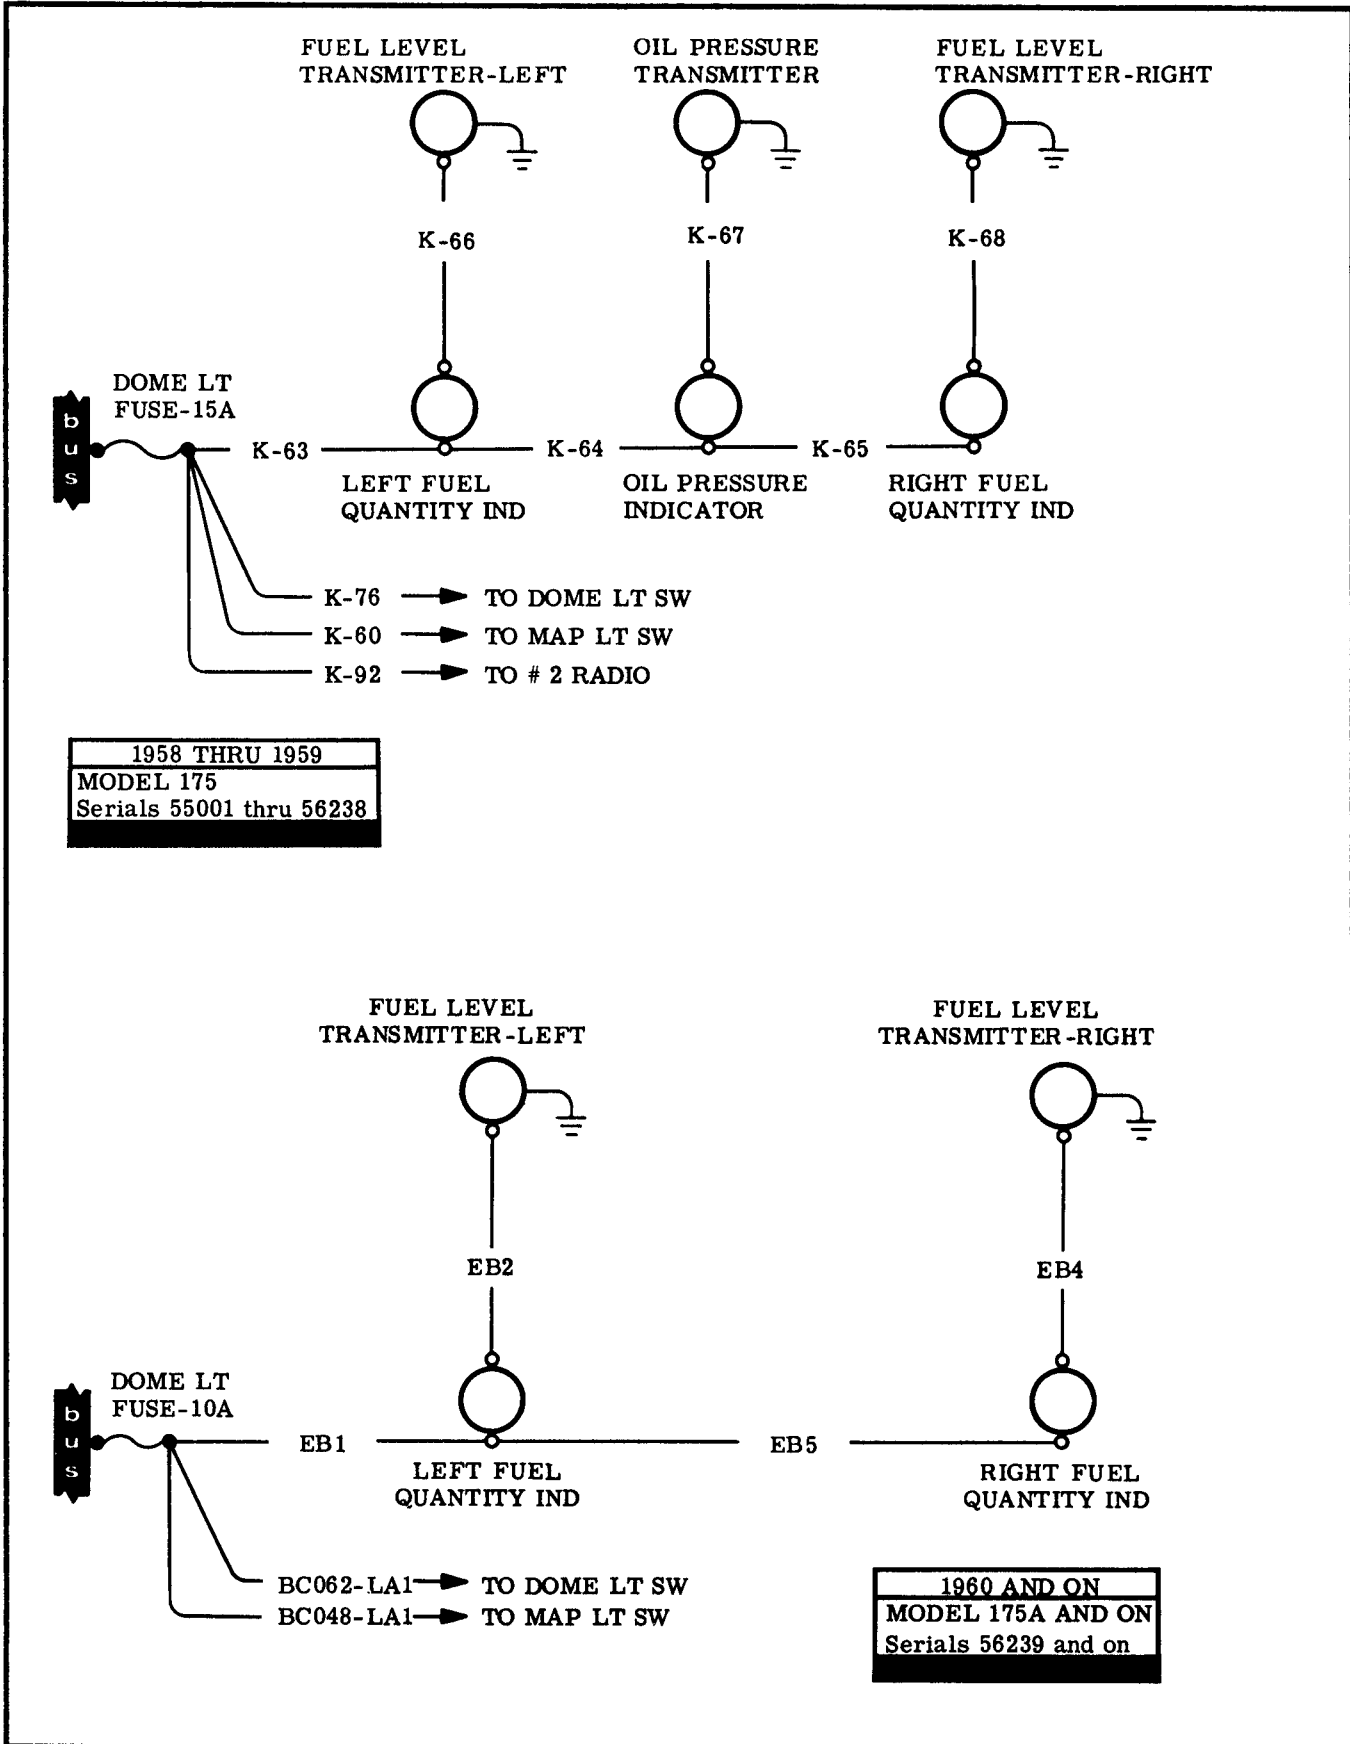 FUEL LEVEL
TRANSMITTER-LEFT
OIL PRESSURE
TRANSMITTER
FUEL LEVEL
TRANSMITTER-RIGHT
K-66
K-67
K-68
DOME LT
FUSE-15A
bus
K-63
K-64
K-65
LEFT FUEL
QUANTITY IND
OIL PRESSURE
INDICATOR
RIGHT FUEL
QUANTITY IND
K-76
TO DOME LT SW
K-60
TO MAP LT SW
K-92
TO # 2 RADIO
1958 THRU 1959
MODEL 175
Serials 55001 thru 56238
FUEL LEVEL
TRANSMITTER-LEFT
FUEL LEVEL
TRANSMITTER-RIGHT
EB2
EB4
DOME LT
FUSE-10A
bus
EB1
EB5
LEFT FUEL
QUANTITY IND
RIGHT FUEL
QUANTITY IND
BC062-LA1
TO DOME LT SW
BC048-LA1
TO MAP LT SW
1960 AND ON
MODEL 175A AND ON
Serials 56239 and on